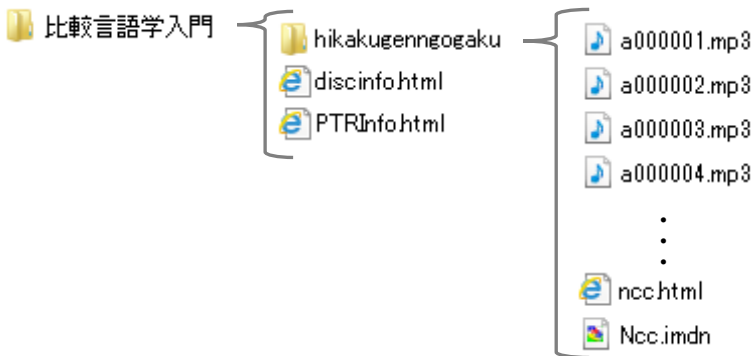 比較言語学入門
hikakugenngogaku
discinfo.html
PTRInfo.html
a000001.mp3
a000002.mp3
a000003.mp3
a000004.mp3
ncc.html
Ncc.imdn